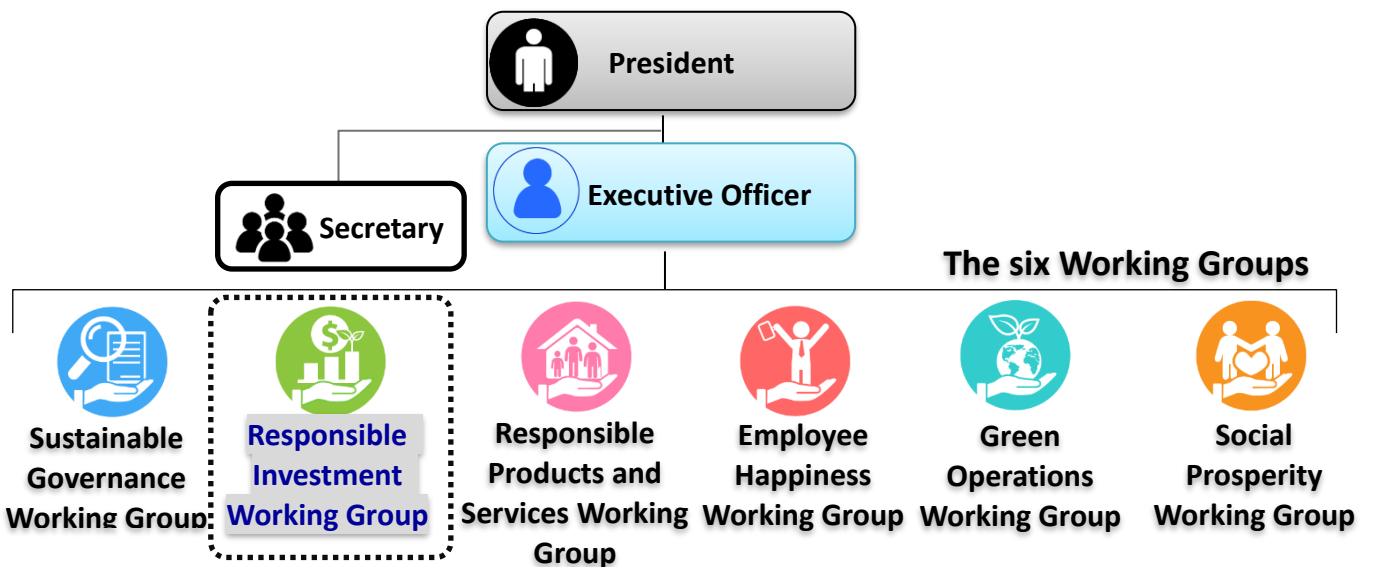 President
Executive Officer
Secretary
The six Working Groups
Sustainable
Governance
Working Group
Responsible
Investment
Working Group
Responsible
Products and
Services Working
Group
Employee
Happiness
Working Group
Green
Operations
Working Group
Social
Prosperity
Working Group